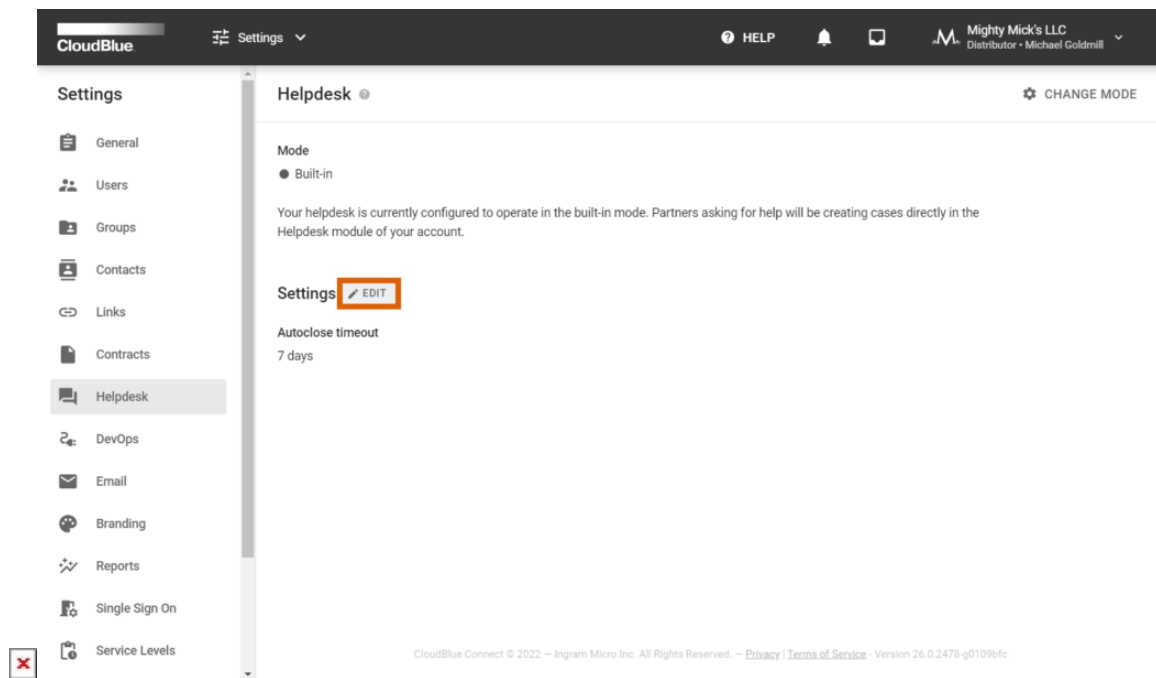 CloudBlue
Settings
HELP
Mighty Mick's LLC
Distributor • Michael Goldmill
Settings
General
Users
Groups
Contacts
Links
Contracts
Helpdesk
DevOps
Email
Branding
Reports
Single Sign On
Service Levels
Helpdesk
CHANGE MODE
Mode
Built-in
Your helpdesk is currently configured to operate in the built-in mode. Partners asking for help will be creating cases directly in the
Helpdesk module of your account.
Settings EDIT
Autoclose timeout
7 days
CloudBlue Connect © 2022 — Ingram Micro Inc. All Rights Reserved. — Privacy | Terms of Service - Version 26.0.2478-g0109bfc